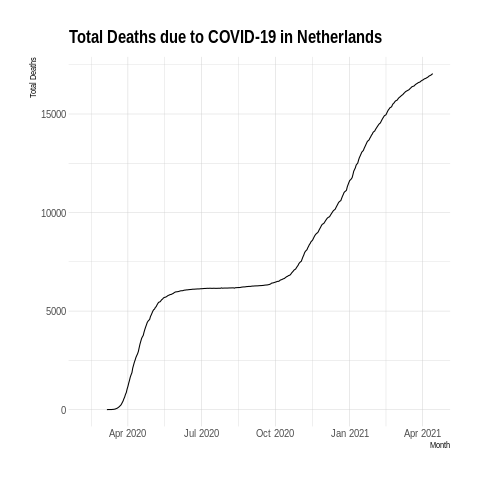 Total Deaths due to COVID-19 in Netherlands
Total Deaths
15000
10000
5000
0
Apr 2020 Jul 2020 Oct 2020 Jan 2021 Apr 2021
Month